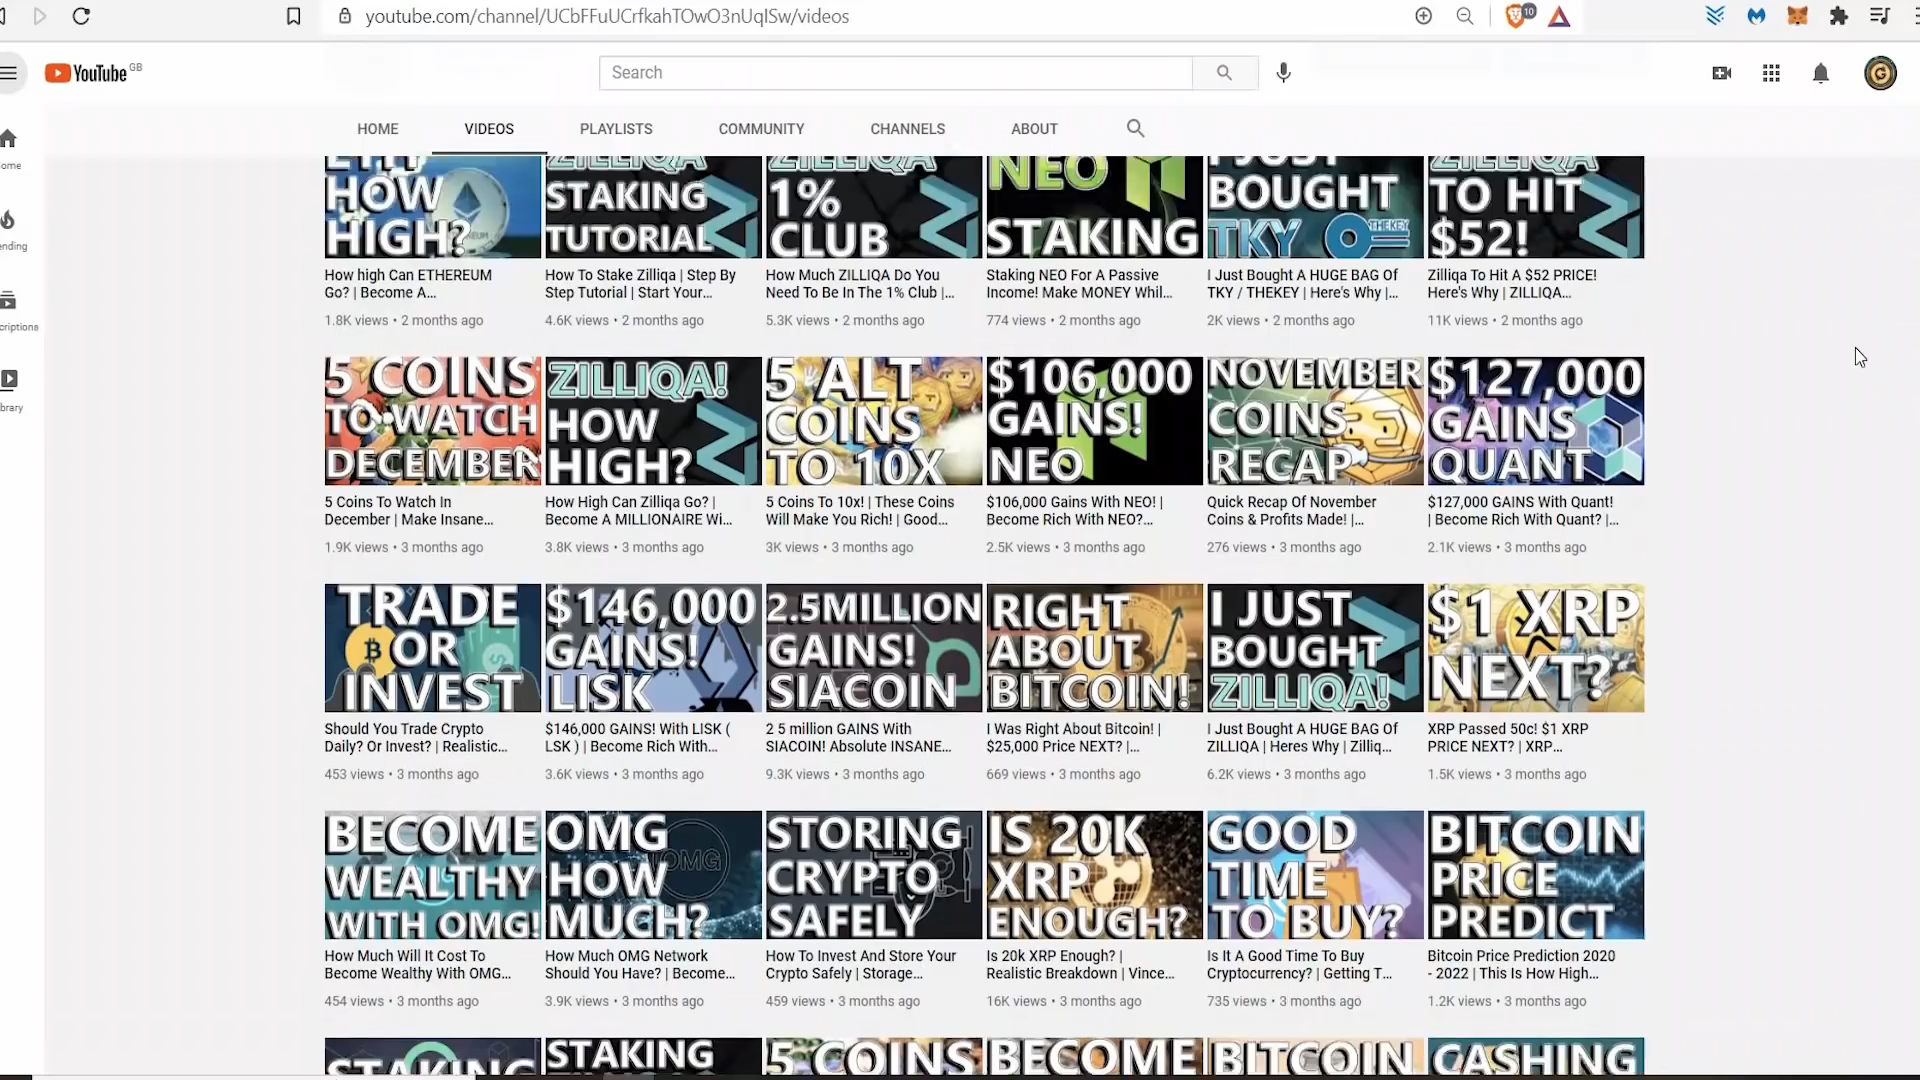 youtube.com/channel/UCbFFuUCrfkahTOwO3nUqISw/videos
10
YouTube GB
Search
HOME VIDEOS PLAYLISTS COMMUNITY CHANNELS ABOUT
ome
ending
criptions
brary
HOW
HIGH?
ZILLIQA
STAKING
TUTORIAL
ZILLIQA
1%
CLUB
NEO
STAKING
I JUST
BOUGHT
TKY THEKEY
ZILLIQA
TO HIT
$52!
How high Can ETHEREUM
Go? | Become A...
1.8K views • 2 months ago
How To Stake Zilliqa | Step By
Step Tutorial | Start Your...
4.6K views • 2 months ago
How Much ZILLIQA Do You
Need To Be In The 1% Club |...
5.3K views • 2 months ago
Staking NEO For A Passive
Income! Make MONEY Whil...
774 views • 2 months ago
I Just Bought A HUGE BAG Of
TKY / THEKEY | Here's Why |...
2K views • 2 months ago
Zilliqa To Hit A $52 PRICE!
Here's Why | ZILLIQA...
11K views • 2 months ago
5 COINS
TO WATCH
DECEMBER
ZILLIQA!
HOW
HIGH?
5 ALT
COINS
TO 10X
$106,000
GAINS!
NEO
NOVEMBER
COINS
RECAP
$127,000
GAINS
QUANT
5 Coins To Watch In
December | Make Insane...
1.9K views • 3 months ago
How High Can Zilliqa Go? |
Become A MILLIONAIRE Wi...
3.8K views • 3 months ago
5 Coins To 10x! | These Coins
Will Make You Rich! | Good...
3K views • 3 months ago
$106,000 Gains With NEO! |
Become Rich With NEO?...
2.5K views • 3 months ago
Quick Recap Of November
Coins & Profits Made! |...
276 views • 3 months ago
$127,000 GAINS With Quant!
| Become Rich With Quant? |...
2.1K views • 3 months ago
TRADE
OR
INVEST
$146,000
GAINS!
LISK
2.5MILLION
GAINS!
SIACOIN
RIGHT
ABOUT
BITCOIN!
I JUST
BOUGHT
ZILLIQA!
$1 XRP
NEXT?
Should You Trade Crypto
Daily? Or Invest? | Realistic...
453 views • 3 months ago
$146,000 GAINS! With LISK (
LSK ) | Become Rich With...
3.6K views • 3 months ago
2 5 million GAINS With
SIACOIN! Absolute INSANE...
9.3K views • 3 months ago
I Was Right About Bitcoin! |
$25,000 Price NEXT? |...
669 views • 3 months ago
I Just Bought A HUGE BAG Of
ZILLIQA | Heres Why | Zilliq...
6.2K views • 3 months ago
XRP Passed 50c! $1 XRP
PRICE NEXT? | XRP...
1.5K views • 3 months ago
BECOME
WEALTHY
WITH OMG!
OMG
HOW
MUCH?
OMG
STORING
CRYPTO
SAFELY
IS 20K
XRP
ENOUGH?
GOOD
TIME
TO BUY?
BITCOIN
PRICE
PREDICT
How Much Will It Cost To
Become Wealthy With OMG...
454 views • 3 months ago
How Much OMG Network
Should You Have? | Become...
3.9K views • 3 months ago
How To Invest And Store Your
Crypto Safely | Storage...
459 views • 3 months ago
Is 20k XRP Enough? |
Realistic Breakdown | Vince...
16K views • 3 months ago
Is It A Good Time To Buy
Cryptocurrency? | Getting T...
735 views • 3 months ago
Bitcoin Price Prediction 2020
- 2022 | This Is How High...
1.2K views • 3 months ago
STAKING
STAKING
5 COINS
BECOME
BITCOIN
CASHING